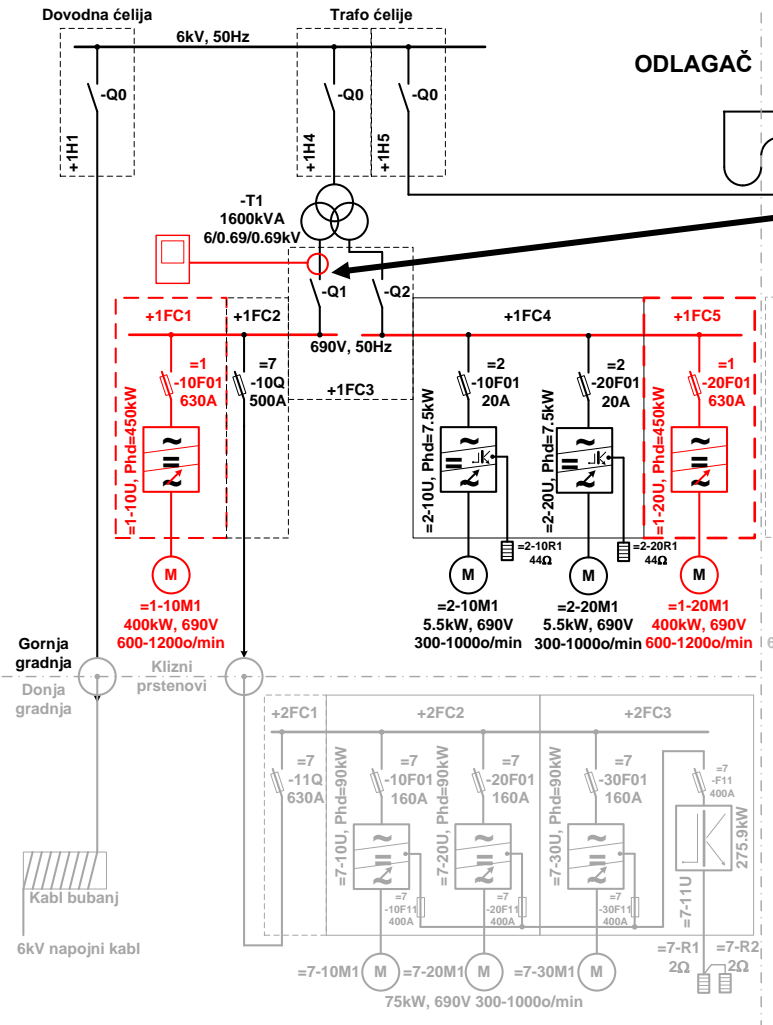 Dovodna ćelija
Trafo ćelije
6kV, 50Hz
ODLAGAČ
-Q0
-Q0
-Q0
+1H1
+1H4
+1H5
-T1
1600kVA
6/0.69/0.69kV
-Q1
-Q2
+1FC1
+1FC2
+1FC4
+1FC5
690V, 50Hz
+1FC3
=1
-10F01
630A
=7
-10Q
500A
=2
-10F01
20A
=2
-20F01
20A
=1
-20F01
630A
=1-10U, Phd=450kW
=2-10U, Phd=7.5kW
=2-20U, Phd=7.5kW
=1-20U, Phd=450kW
=2-10R1
44Ω
=2-20R1
44Ω
M
M
M
M
=1-10M1
400kW, 690V
600-1200o/min
=2-10M1
5.5kW, 690V
300-1000o/min
=2-20M1
5.5kW, 690V
300-1000o/min
=1-20M1
400kW, 690V
600-1200o/min
Gornja
gradnja
Donja
gradnja
Klizni
prstenovi
6
+2FC1
+2FC2
+2FC3
=7
-11Q
630A
=7
-10F01
160A
=7
-20F01
160A
=7
-30F01
160A
=7
-F11
400A
=7-10U, Phd=90kW
=7-20U, Phd=90kW
=7-30U, Phd=90kW
=7-11U
275.9kW
=7
-10F11
400A
=7
-20F11
400A
=7
-30F11
400A
Kabl bubanj
6kV napojni kabl
=7-R1
2Ω
=7-R2
2Ω
=7-10M1
M
=7-20M1
M
=7-30M1
M
75kW, 690V 300-1000o/min